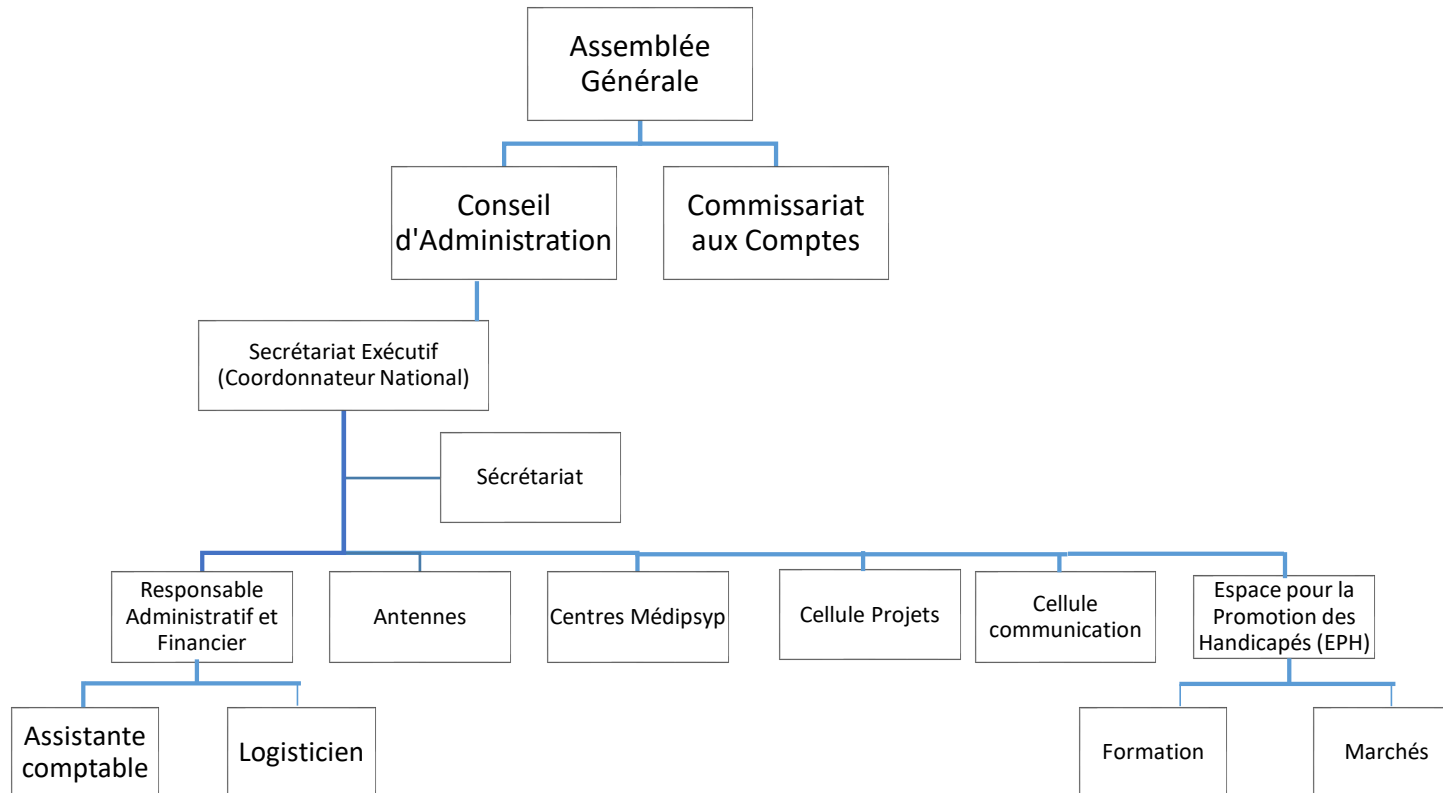 Assemblée
Générale
Conseil
d'Administration
Commissariat
aux Comptes
Secrétariat Exécutif
(Coordonnateur National)
Sécrétariat
Responsable
Administratif et
Financier
Antennes
Centres Médipsyp
Cellule Projets
Cellule
communication
Espace pour la
Promotion des
Handicapés (EPH)
Assistante
comptable
Logisticien
Formation
Marchés